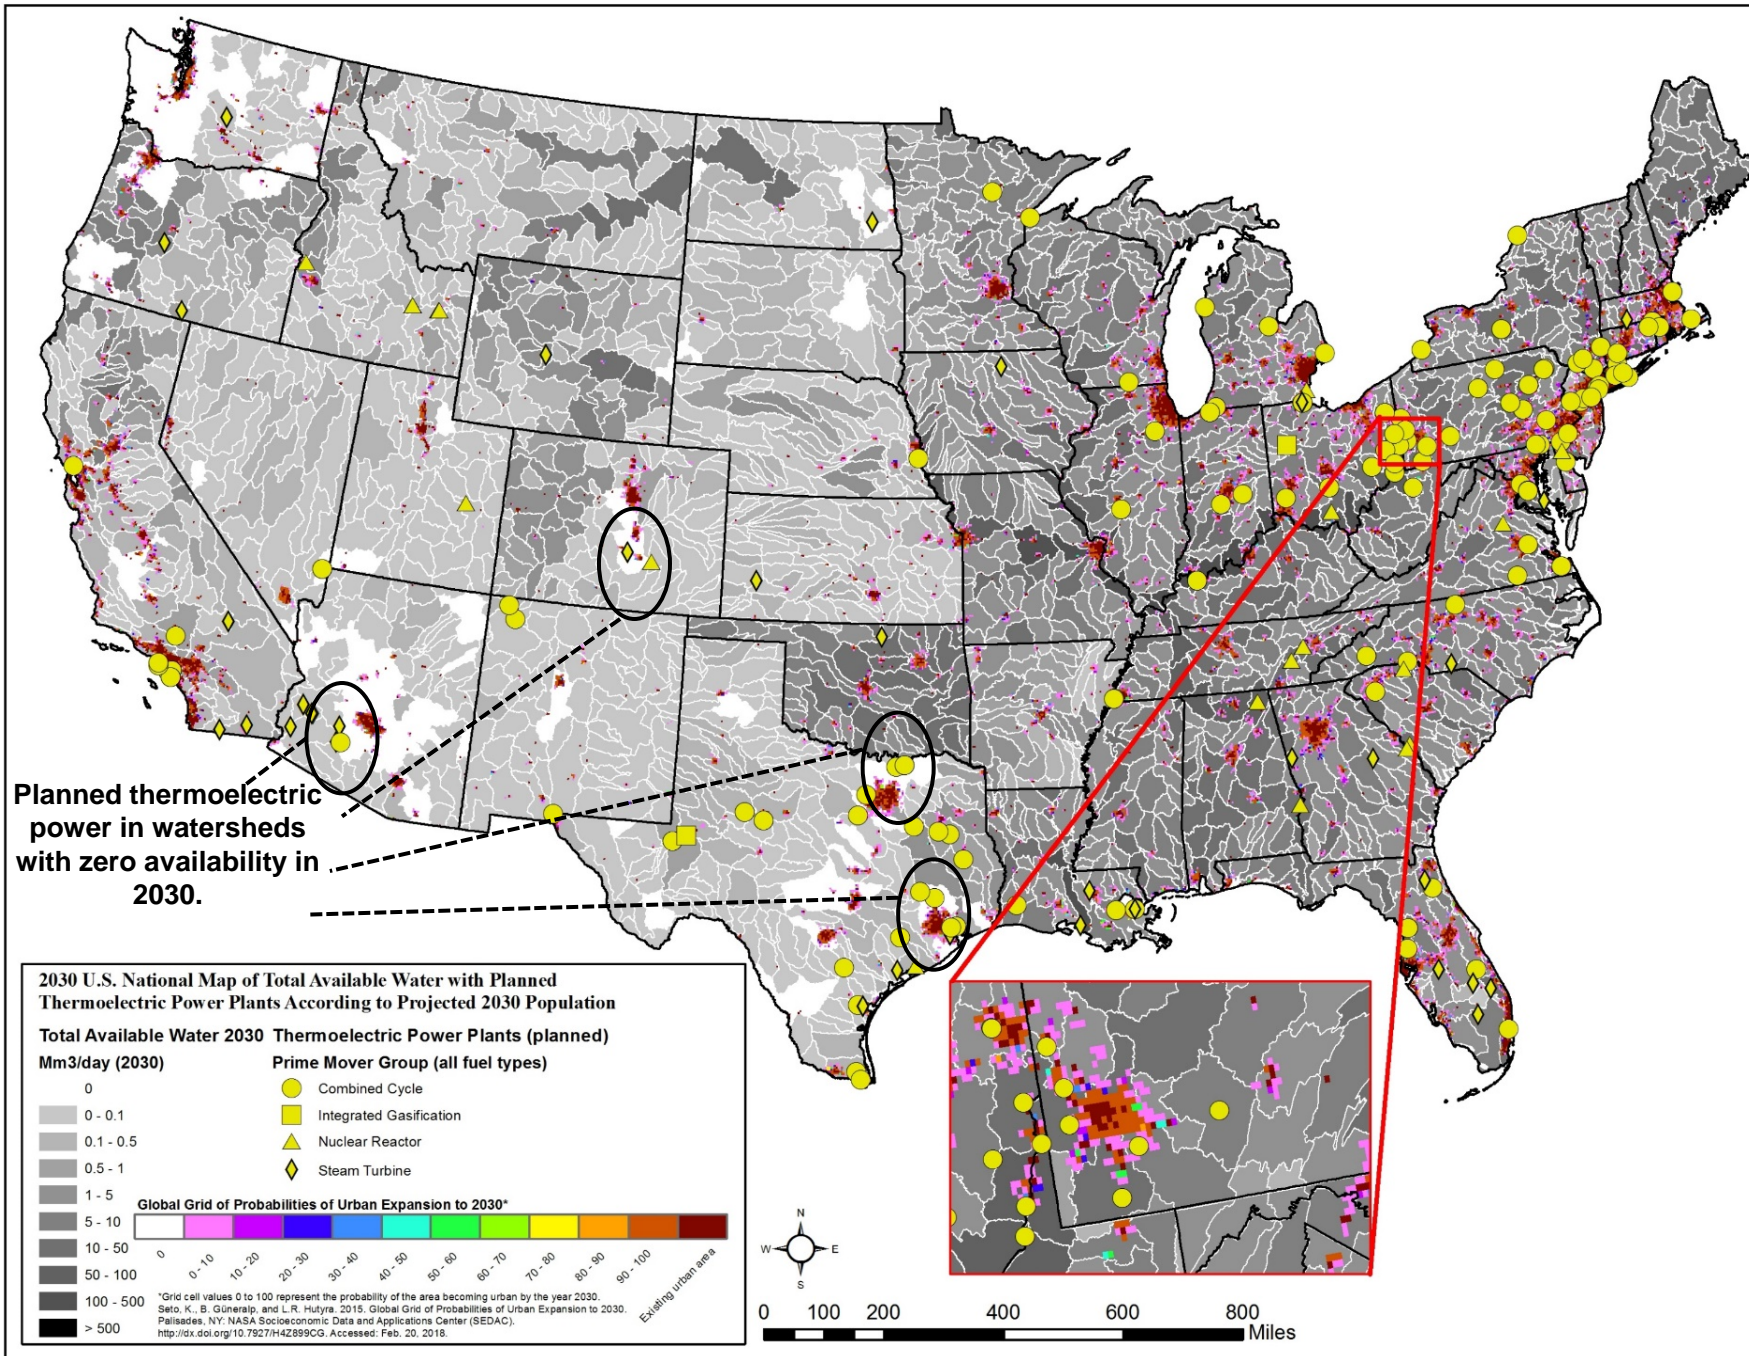 Planned thermoelectric
power in watersheds
with zero availability in
2030.
2030 U.S. National Map of Total Available Water with Planned
Thermoelectric Power Plants According to Projected 2030 Population
Total Available Water 2030
Mm3/day (2030)
0
0 - 0.1
0.1 - 0.5
0.5 - 1
1 - 5
5 - 10
10 - 50
50 - 100
100 - 500
> 500
Thermoelectric Power Plants (planned)
Prime Mover Group (all fuel types)
Combined Cycle
Integrated Gasification
Nuclear Reactor
Steam Turbine
Global Grid of Probabilities of Urban Expansion to 2030*
0
0 - 10
10 - 20
20 - 30
30 - 40
40 - 50
50 - 60
60 - 70
70 - 80
80 - 90
90 - 100
Existing urban area
*Grid cell values 0 to 100 represent the probability of the area becoming urban by the year 2030.
Seto, K., B. Güneralp, and L.R. Hutyra. 2015. Global Grid of Probabilities of Urban Expansion to 2030.
Palisades, NY: NASA Socioeconomic Data and Applications Center (SEDAC).
http://dx.doi.org/10.7927/H4Z899CG. Accessed: Feb. 20, 2018.
N
W
E
S
0 100 200 400 600 800
Miles